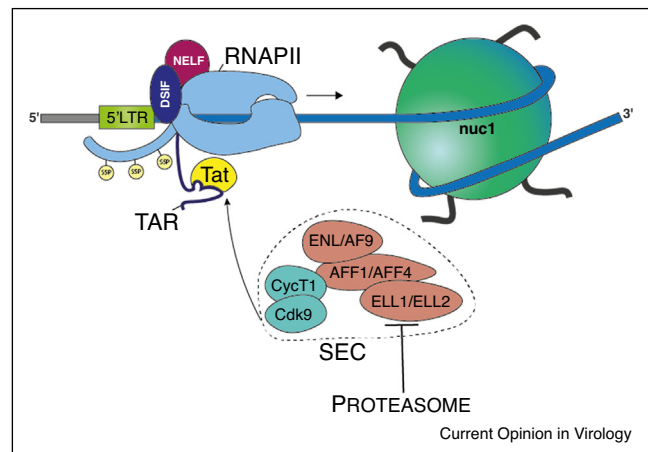 NELF
RNAPII
DSIF
5'
5'LTR
nuc1
3'
S5P
S5P
S5P
Tat
TAR
ENL/AF9
AFF1/AFF4
CycT1
ELL1/ELL2
Cdk9
SEC
PROTEASOME
Current Opinion in Virology